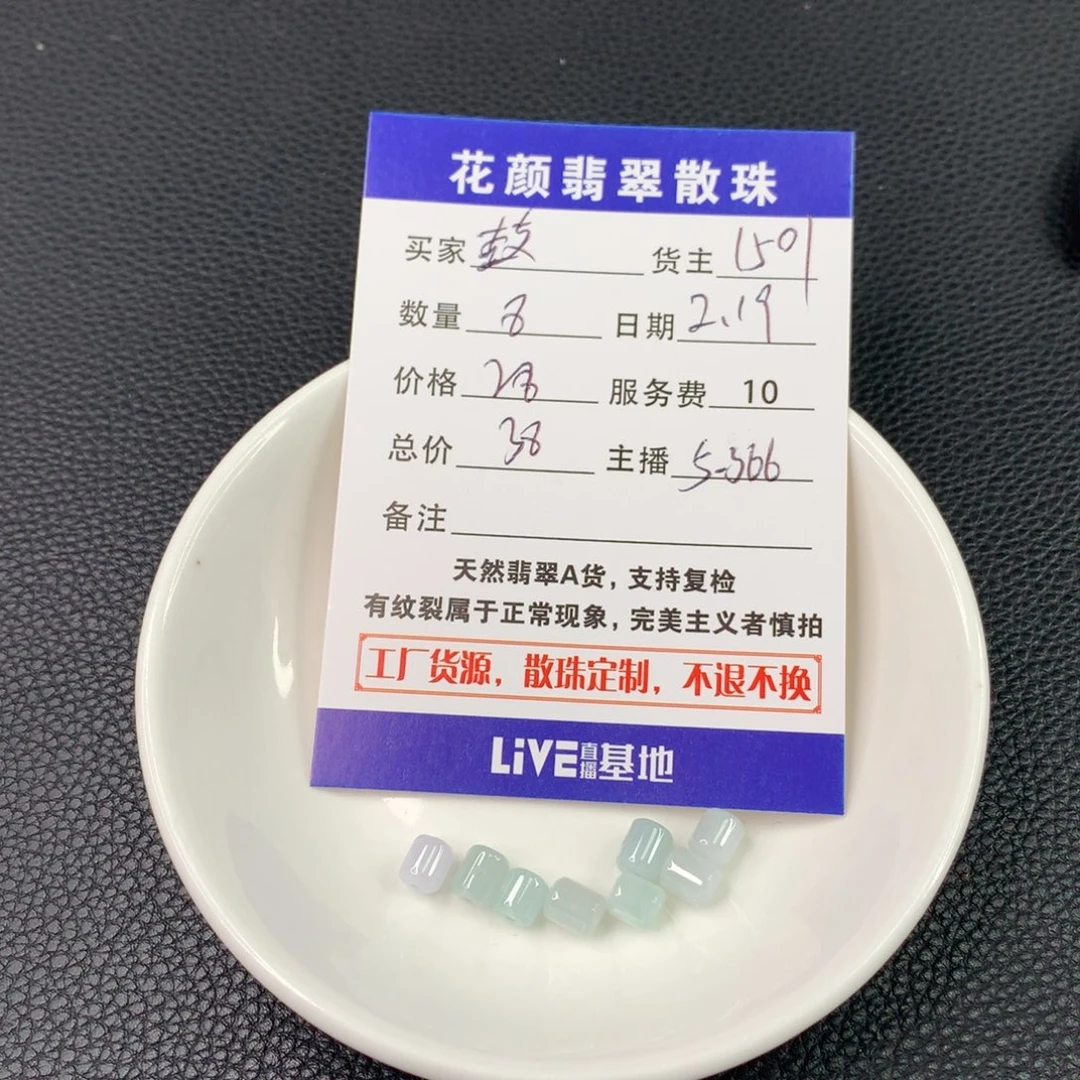 花颜翡翠散珠
买家 鼓 货主 1501
数量 8 日期 2.19
价格 28 服务费 10
总价 38 主播 5-366
备注
天然翡翠A货，支持复检
有纹裂属于正常现象，完美主义者慎拍
工厂货源，散珠定制，不退不换
LiVE直播基地